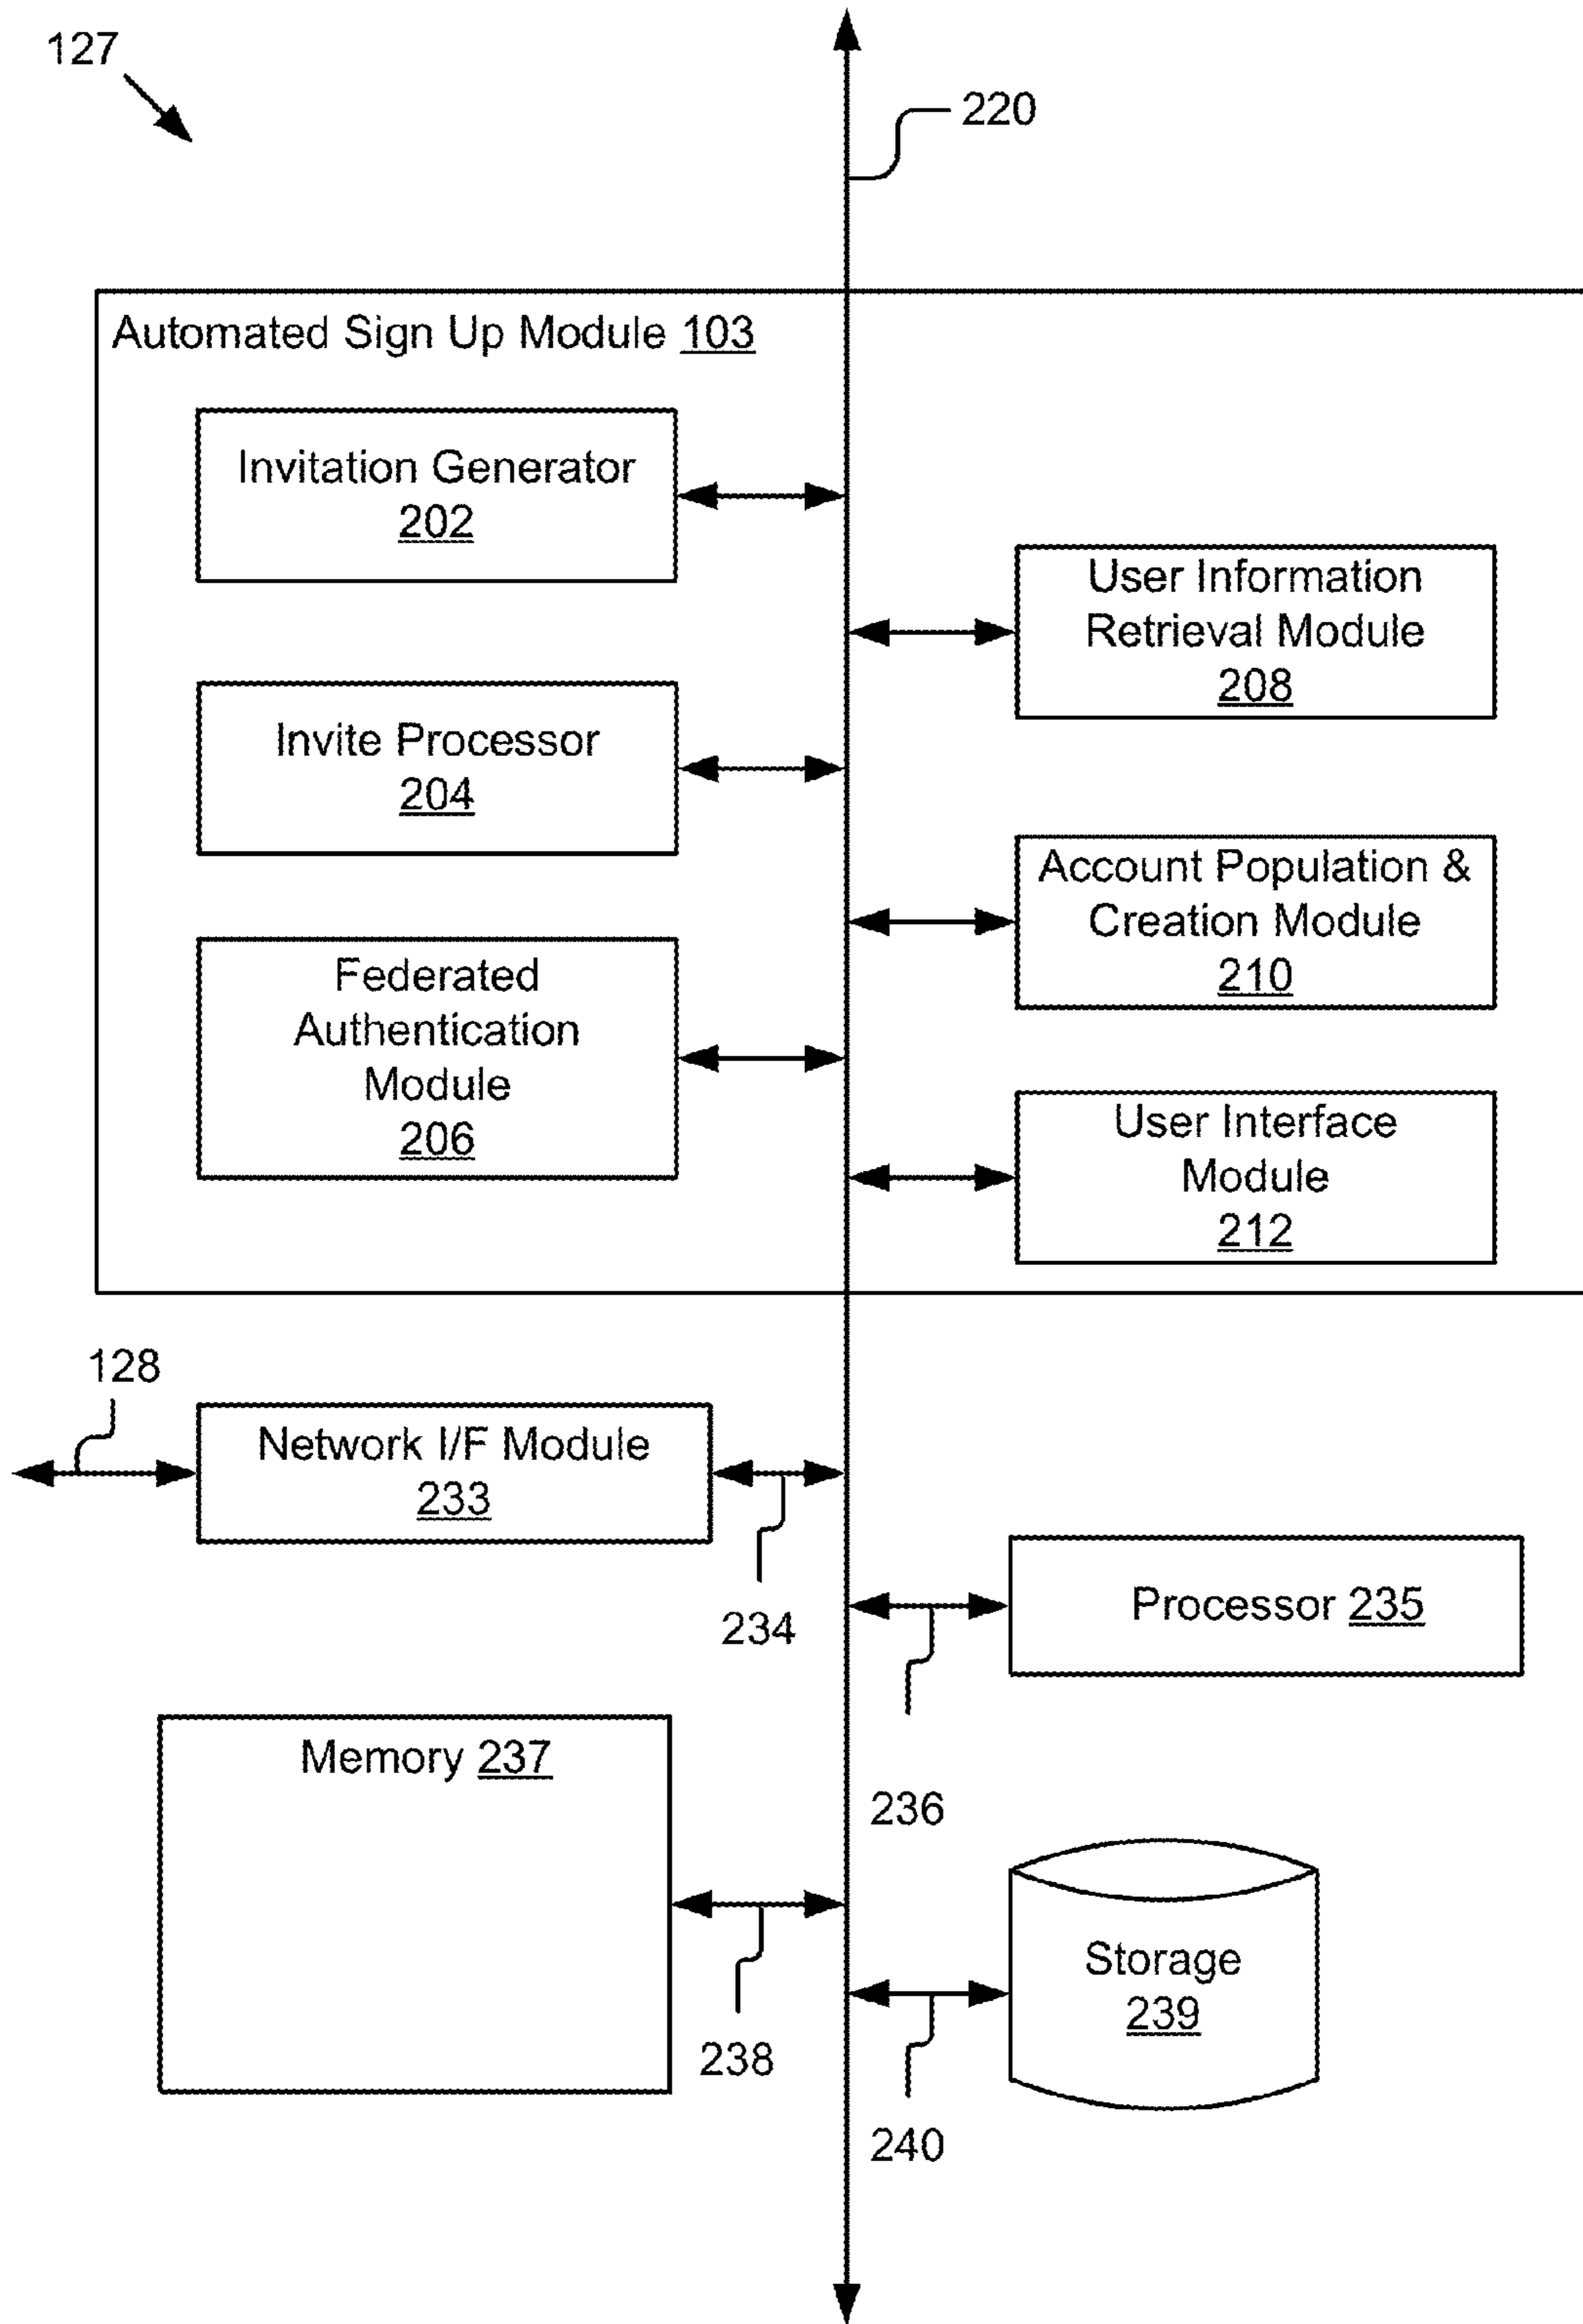 127
220
Automated Sign Up Module 103
Invitation Generator
202
User Information
Retrieval Module
208
Invite Processor
204
Account Population &
Creation Module
210
Federated
Authentication
Module
206
User Interface
Module
212
128
Network I/F Module
233
234
Processor 235
236
Memory 237
238
Storage
239
240